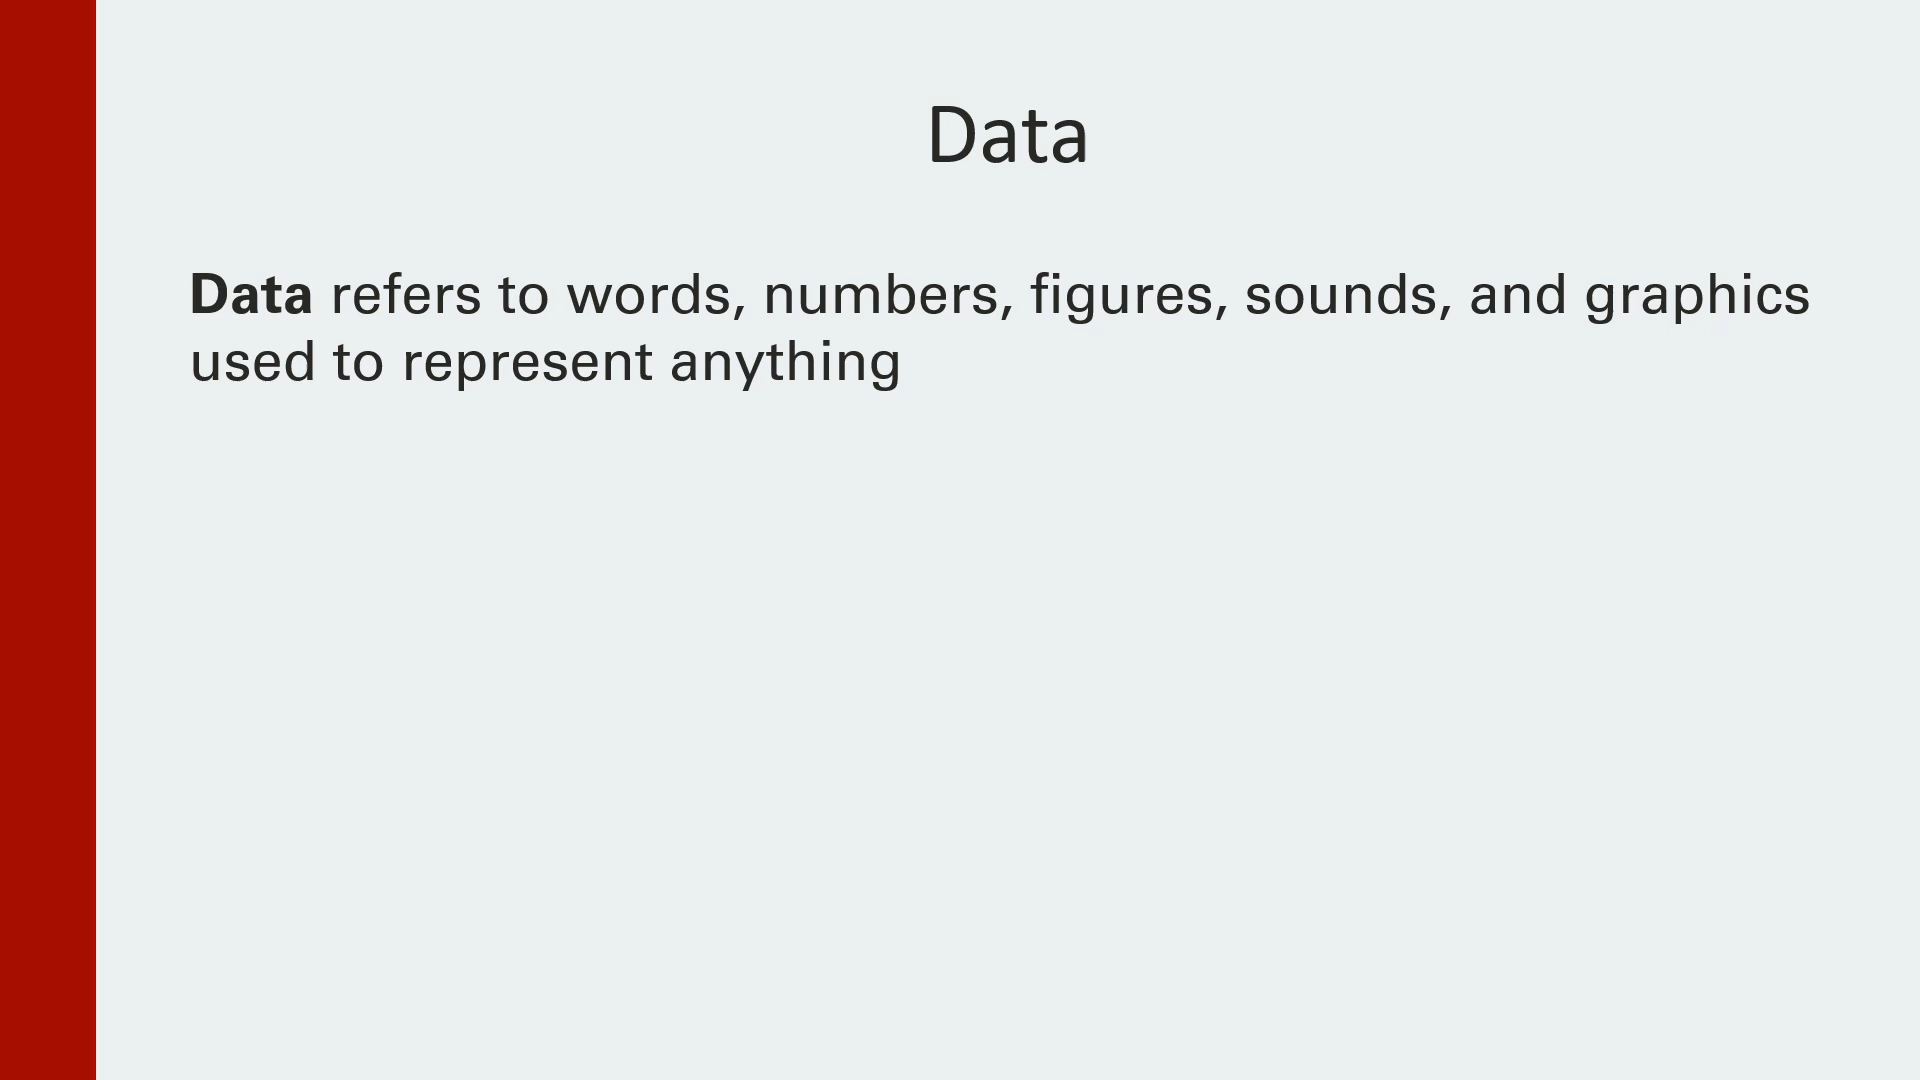 Data
Data refers to words, numbers, figures, sounds, and graphics
used to represent anything